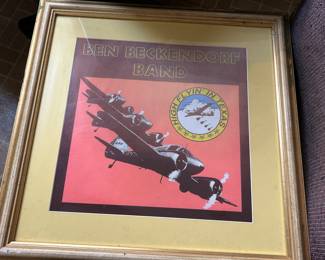 BEN BECKENDORF
BAND
HIGH FLYIN' IN TEXAS